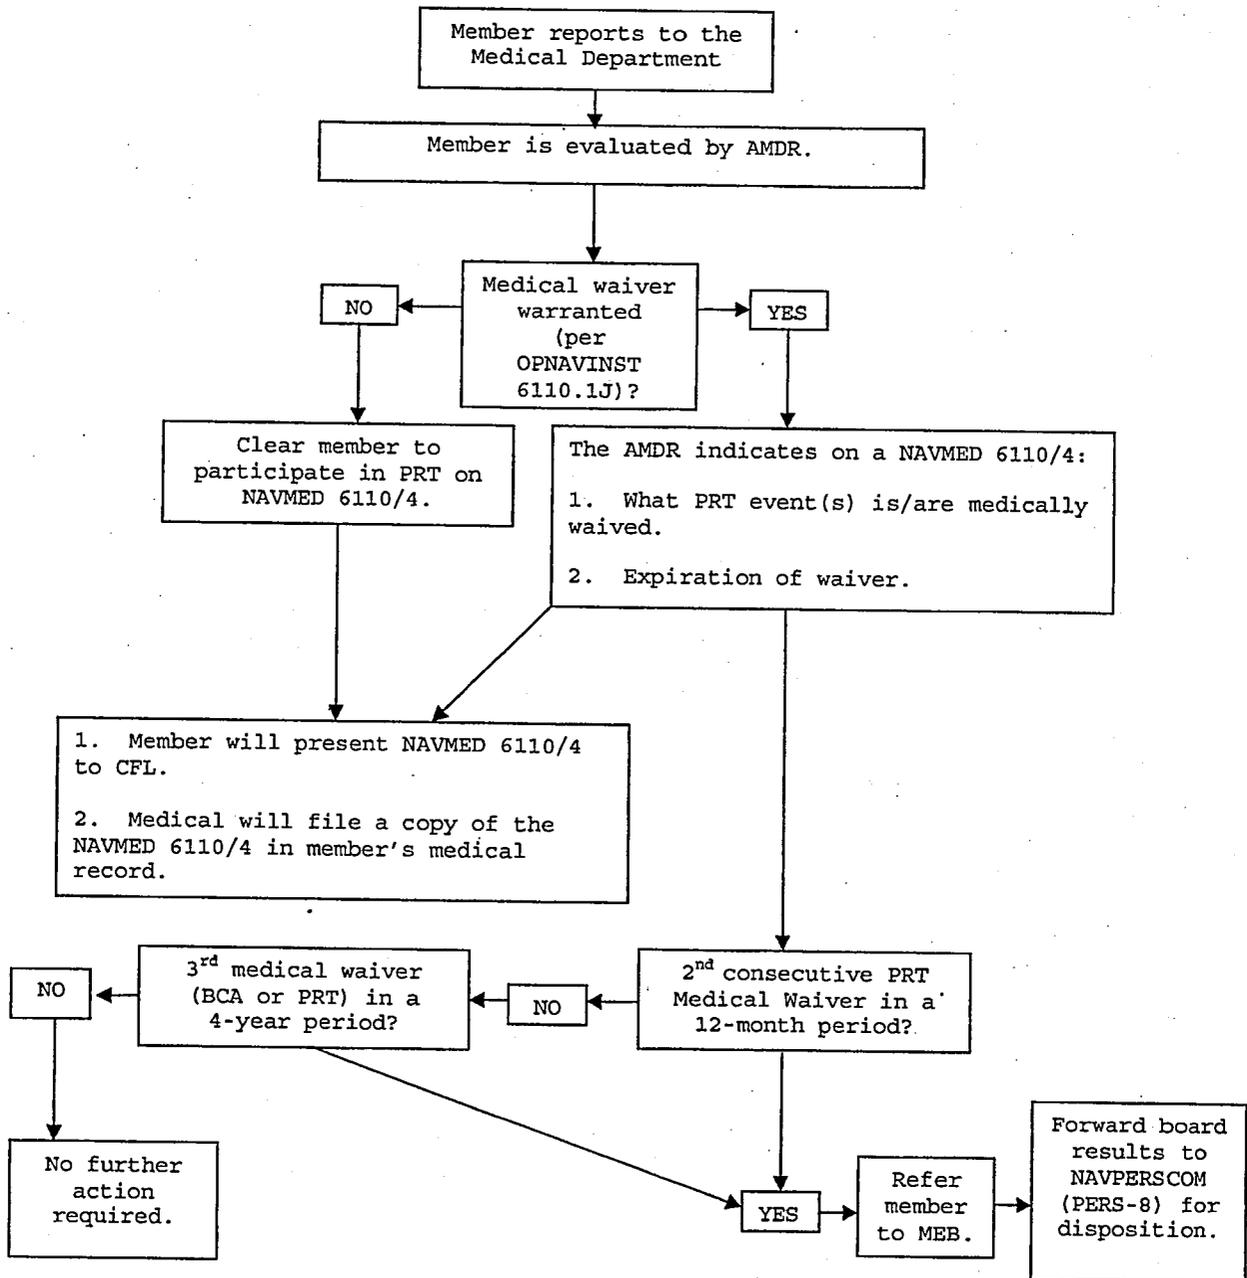 Member reports to the
Medical Department
Member is evaluated by AMDR.
Medical waiver
warranted
(per
OPNAVINST
6110.1J)?
NO
YES
Clear member to
participate in PRT on
NAVMED 6110/4.
The AMDR indicates on a NAVMED 6110/4:
1. What PRT event(s) is/are medically
waived.
2. Expiration of waiver.
1. Member will present NAVMED 6110/4
to CFL.
2. Medical will file a copy of the
NAVMED 6110/4 in member's medical
record.
NO
3rd medical waiver
(BCA or PRT) in a
4-year period?
NO
2nd consecutive PRT
Medical Waiver in a
12-month period?
No further
action
required.
YES
Refer
member
to MEB.
Forward board
results to
NAVPERSCOM
(PERS-8) for
disposition.